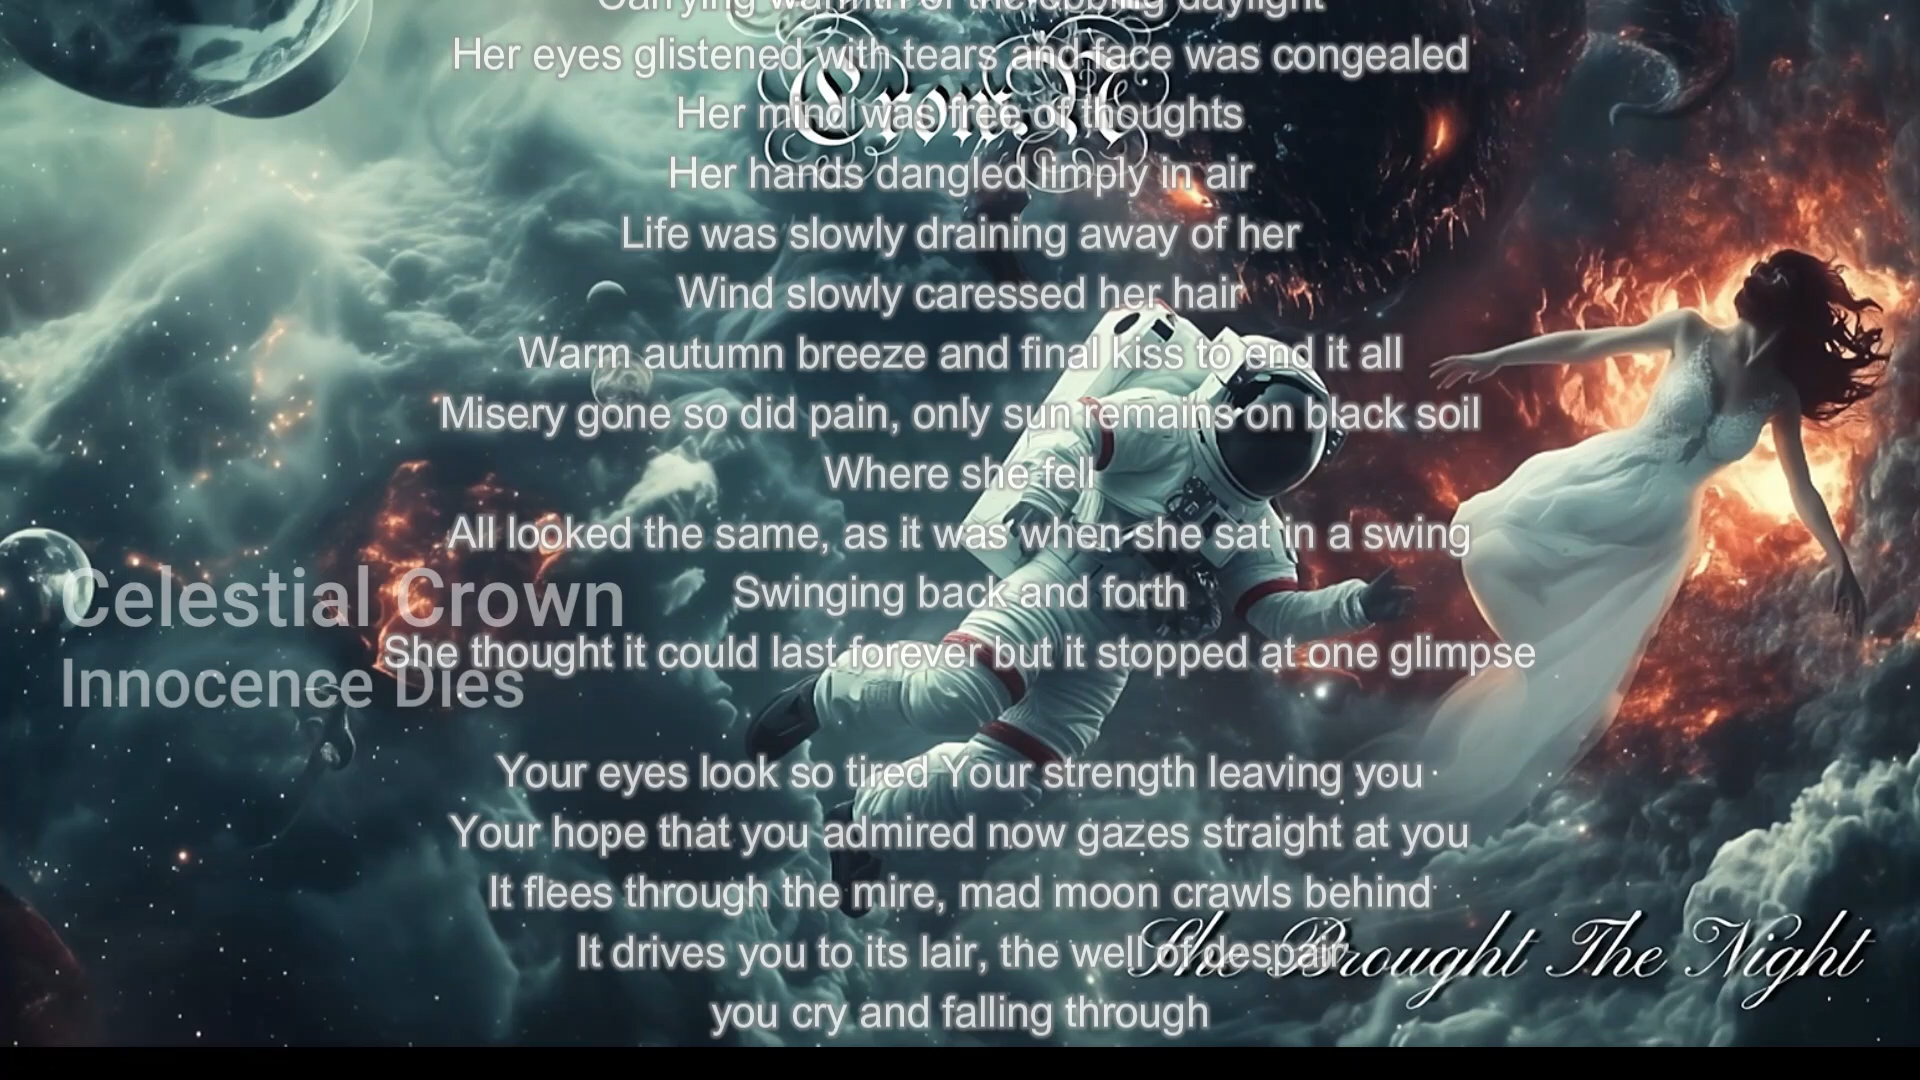 Carrying warmth of the ebbing daylight
Her eyes glistened with tears and face was congealed
Crown
Her mind was free of thoughts
Her hands dangled limply in air
Life was slowly draining away of her
Wind slowly caressed her hair
Warm autumn breeze and final kiss to end it all
Misery gone so did pain, only sun remains on black soil
Where she fell
All looked the same, as it was when she sat in a swing
Celestial Crown
Swinging back and forth
She thought it could last forever but it stopped at one glimpse
Innocence Dies
Your eyes look so tired Your strength leaving you
Your hope that you admired now gazes straight at you
It flees through the mire, mad moon crawls behind
It drives you to its lair, the well of despair
She Brought The Night
you cry and falling through